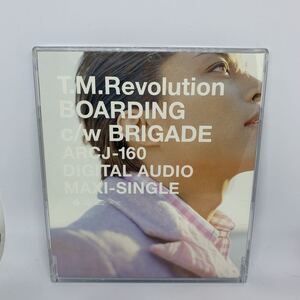 T.M.Revolution
BOARDING
c/w BRIGADE
ARCJ-160
DIGITAL AUDIO
MAXI-SINGLE